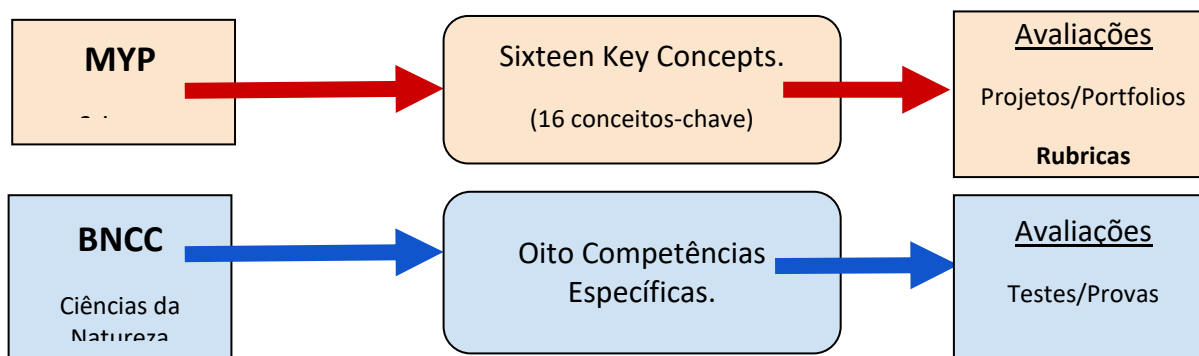 MYP
Sixteen Key Concepts.
(16 conceitos-chave)
Avaliações
Projetos/Portfolios
Rubricas
BNCC
Ciências da
Natureza
Oito Competências
Específicas.
Avaliações
Testes/Provas